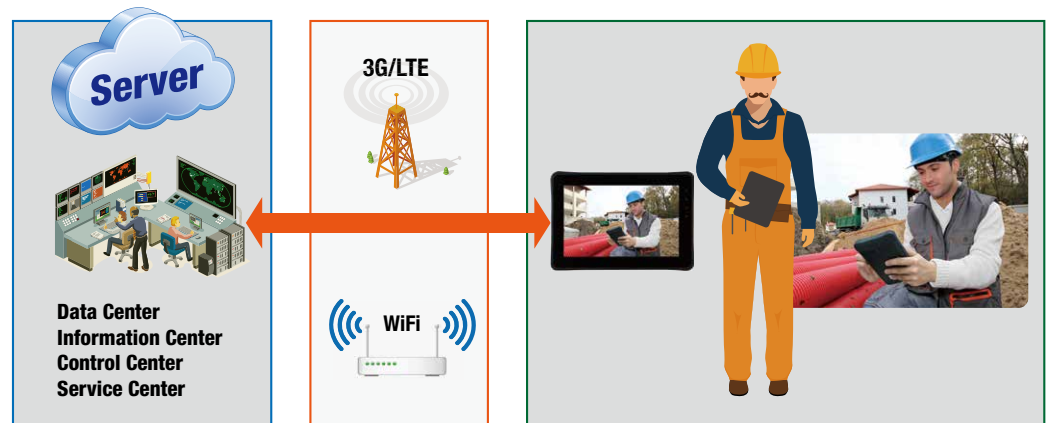 Server
Data Center
Information Center
Control Center
Service Center
3G/LTE
WiFi